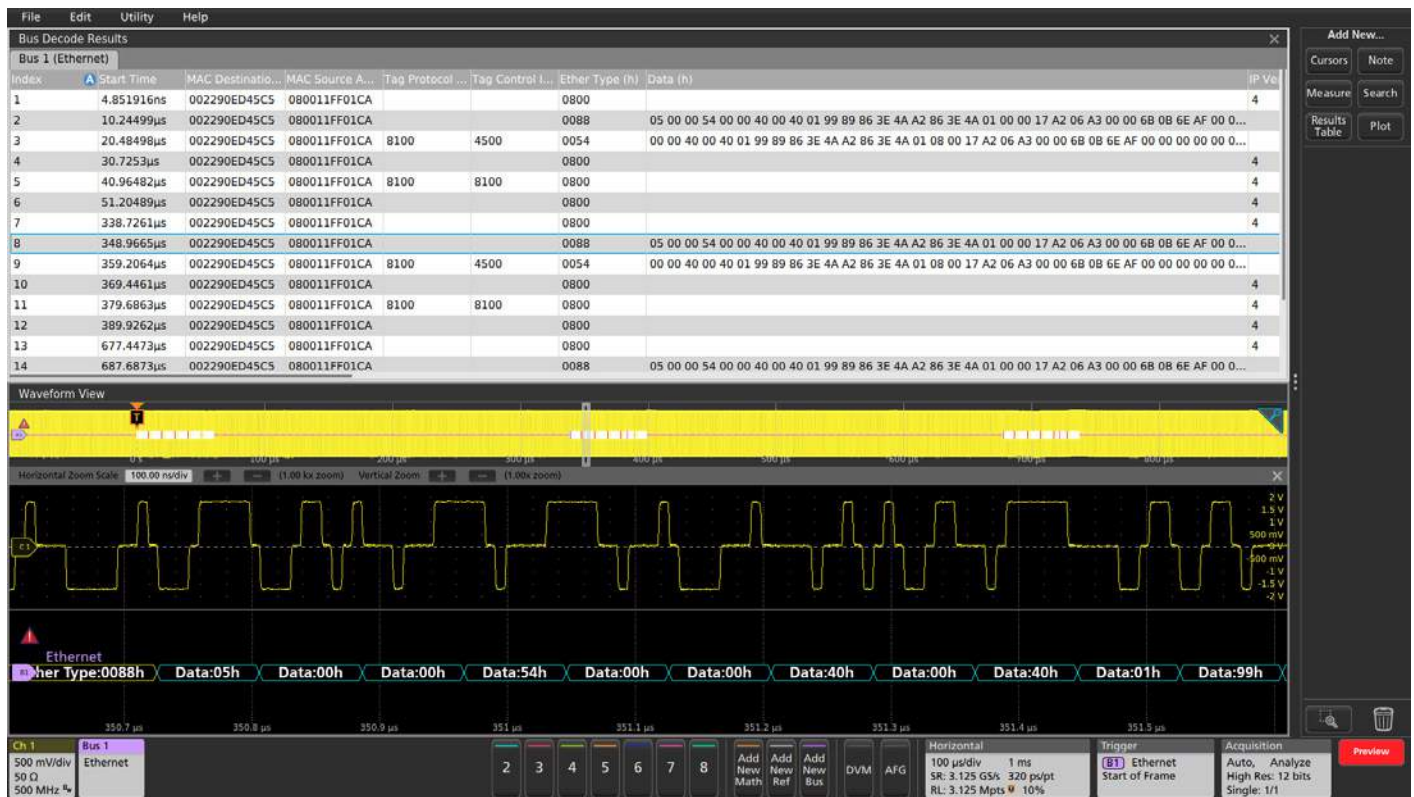 File Edit Utility Help
Bus Decode Results
Bus 1 (Ethernet)
Index Start Time MAC Destinatio... MAC Source A... Tag Protocol ... Tag Control I... Ether Type (h) Data (h) IP Ve
1 4.851916ns 002290ED45C5 080011FF01CA 0800 4
2 10.24499µs 002290ED45C5 080011FF01CA 0088 05 00 00 54 00 00 40 00 40 01 99 89 86 3E 4A A2 86 3E 4A 01 00 00 17 A2 06 A3 00 00 6B 0B 6E AF 00 0...
3 20.48498µs 002290ED45C5 080011FF01CA 8100 4500 0054 00 00 40 00 40 01 99 89 86 3E 4A A2 86 3E 4A 01 08 00 17 A2 06 A3 00 00 6B 0B 6E AF 00 00 00 00 00 0...
4 30.7253µs 002290ED45C5 080011FF01CA 0800 4
5 40.96482µs 002290ED45C5 080011FF01CA 8100 8100 0800 4
6 51.20489µs 002290ED45C5 080011FF01CA 0800 4
7 338.7261µs 002290ED45C5 080011FF01CA 0800 4
8 348.9665µs 002290ED45C5 080011FF01CA 0088 05 00 00 54 00 00 40 00 40 01 99 89 86 3E 4A A2 86 3E 4A 01 00 00 17 A2 06 A3 00 00 6B 0B 6E AF 00 0...
9 359.2064µs 002290ED45C5 080011FF01CA 8100 4500 0054 00 00 40 00 40 01 99 89 86 3E 4A A2 86 3E 4A 01 08 00 17 A2 06 A3 00 00 6B 0B 6E AF 00 00 00 00 00 0...
10 369.4461µs 002290ED45C5 080011FF01CA 0800 4
11 379.6863µs 002290ED45C5 080011FF01CA 8100 8100 0800 4
12 389.9262µs 002290ED45C5 080011FF01CA 0800 4
13 677.4473µs 002290ED45C5 080011FF01CA 0800 4
14 687.6873µs 002290ED45C5 080011FF01CA 0088 05 00 00 54 00 00 40 00 40 01 99 89 86 3E 4A A2 86 3E 4A 01 00 00 17 A2 06 A3 00 00 6B 0B 6E AF 00 0...
Add New...
Cursors Note
Measure Search
Results Table Plot
Waveform View
T
0 s 100 µs 200 µs 300 µs 400 µs 500 µs 600 µs 700 µs 800 µs
Horizontal Zoom Scale 100.00 ns/div (1.00 kx zoom) Vertical Zoom (1.00x zoom)
2 V
1.5 V
1 V
500 mV
0 V
-500 mV
-1 V
-1.5 V
-2 V
C1
Ethernet
B1 her Type:0088h Data:05h Data:00h Data:00h Data:54h Data:00h Data:00h Data:40h Data:00h Data:40h Data:01h Data:99h
350.7 µs 350.8 µs 350.9 µs 351 µs 351.1 µs 351.2 µs 351.3 µs 351.4 µs 351.5 µs
Ch 1
500 mV/div
50 Ω
500 MHz
Bus 1
Ethernet
2 3 4 5 6 7 8
Add New Math
Add New Ref
Add New Bus
DVM AFG
Horizontal
100 µs/div 1 ms
SR: 3.125 GS/s 320 ps/pt
RL: 3.125 Mpts 10%
Trigger
B1 Ethernet
Start of Frame
Acquisition
Auto, Analyze
High Res: 12 bits
Single: 1/1
Preview